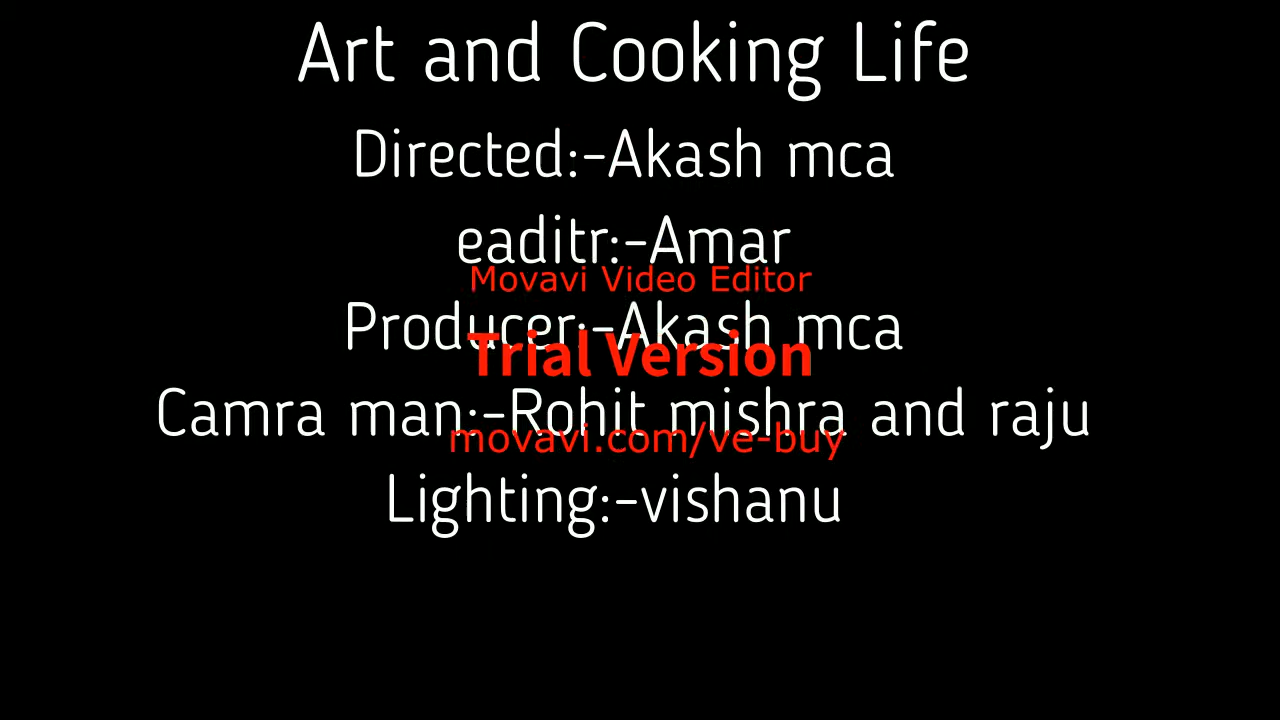 Art and Cooking Life
Directed:-Akash mca
eaditr:-Amar
Movavi Video Editor
Producer:-Akash mca
Trial Version
Camra man:-Rohit mishra and raju
movavi.com/ve-buy
Lighting:-vishanu